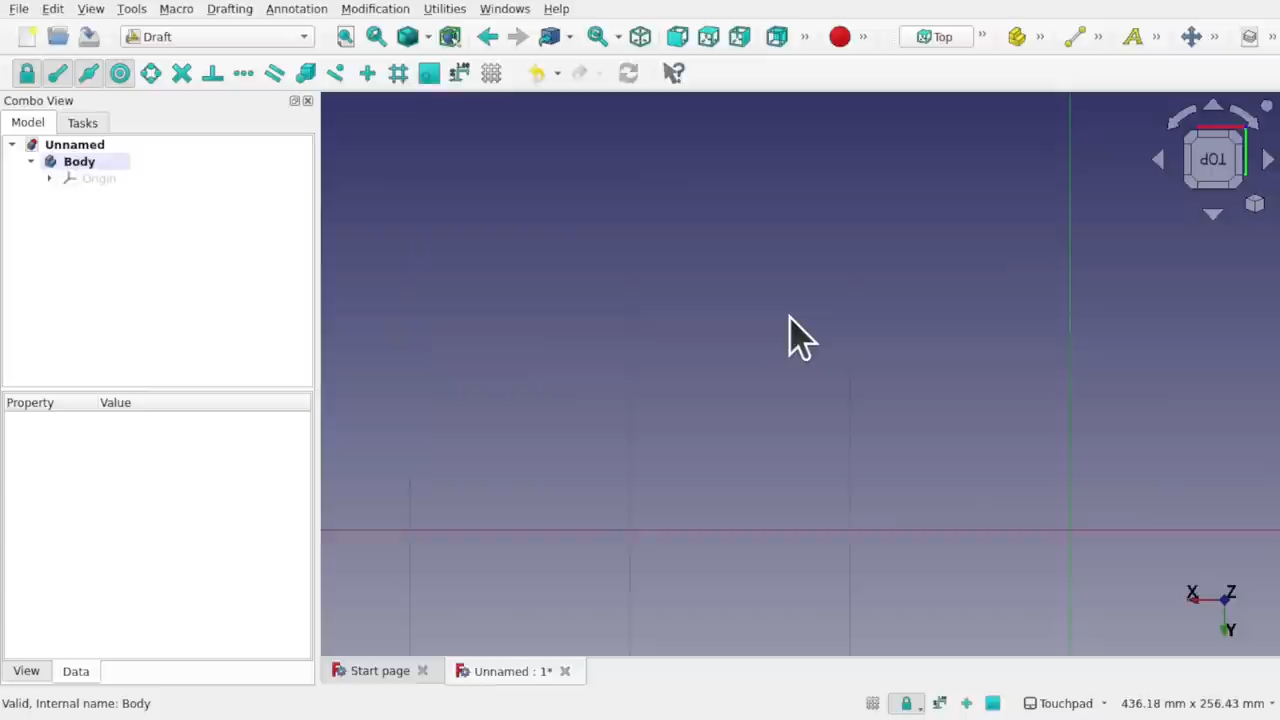 File Edit View Tools Macro Drafting Annotation Modification Utilities Windows Help
Draft
Top
Combo View
Model Tasks
Unnamed
Body
Origin
Property Value
TOP
X Z
Y
View Data
Start page Unnamed : 1*
Valid, Internal name: Body
Touchpad 436.18 mm x 256.43 mm